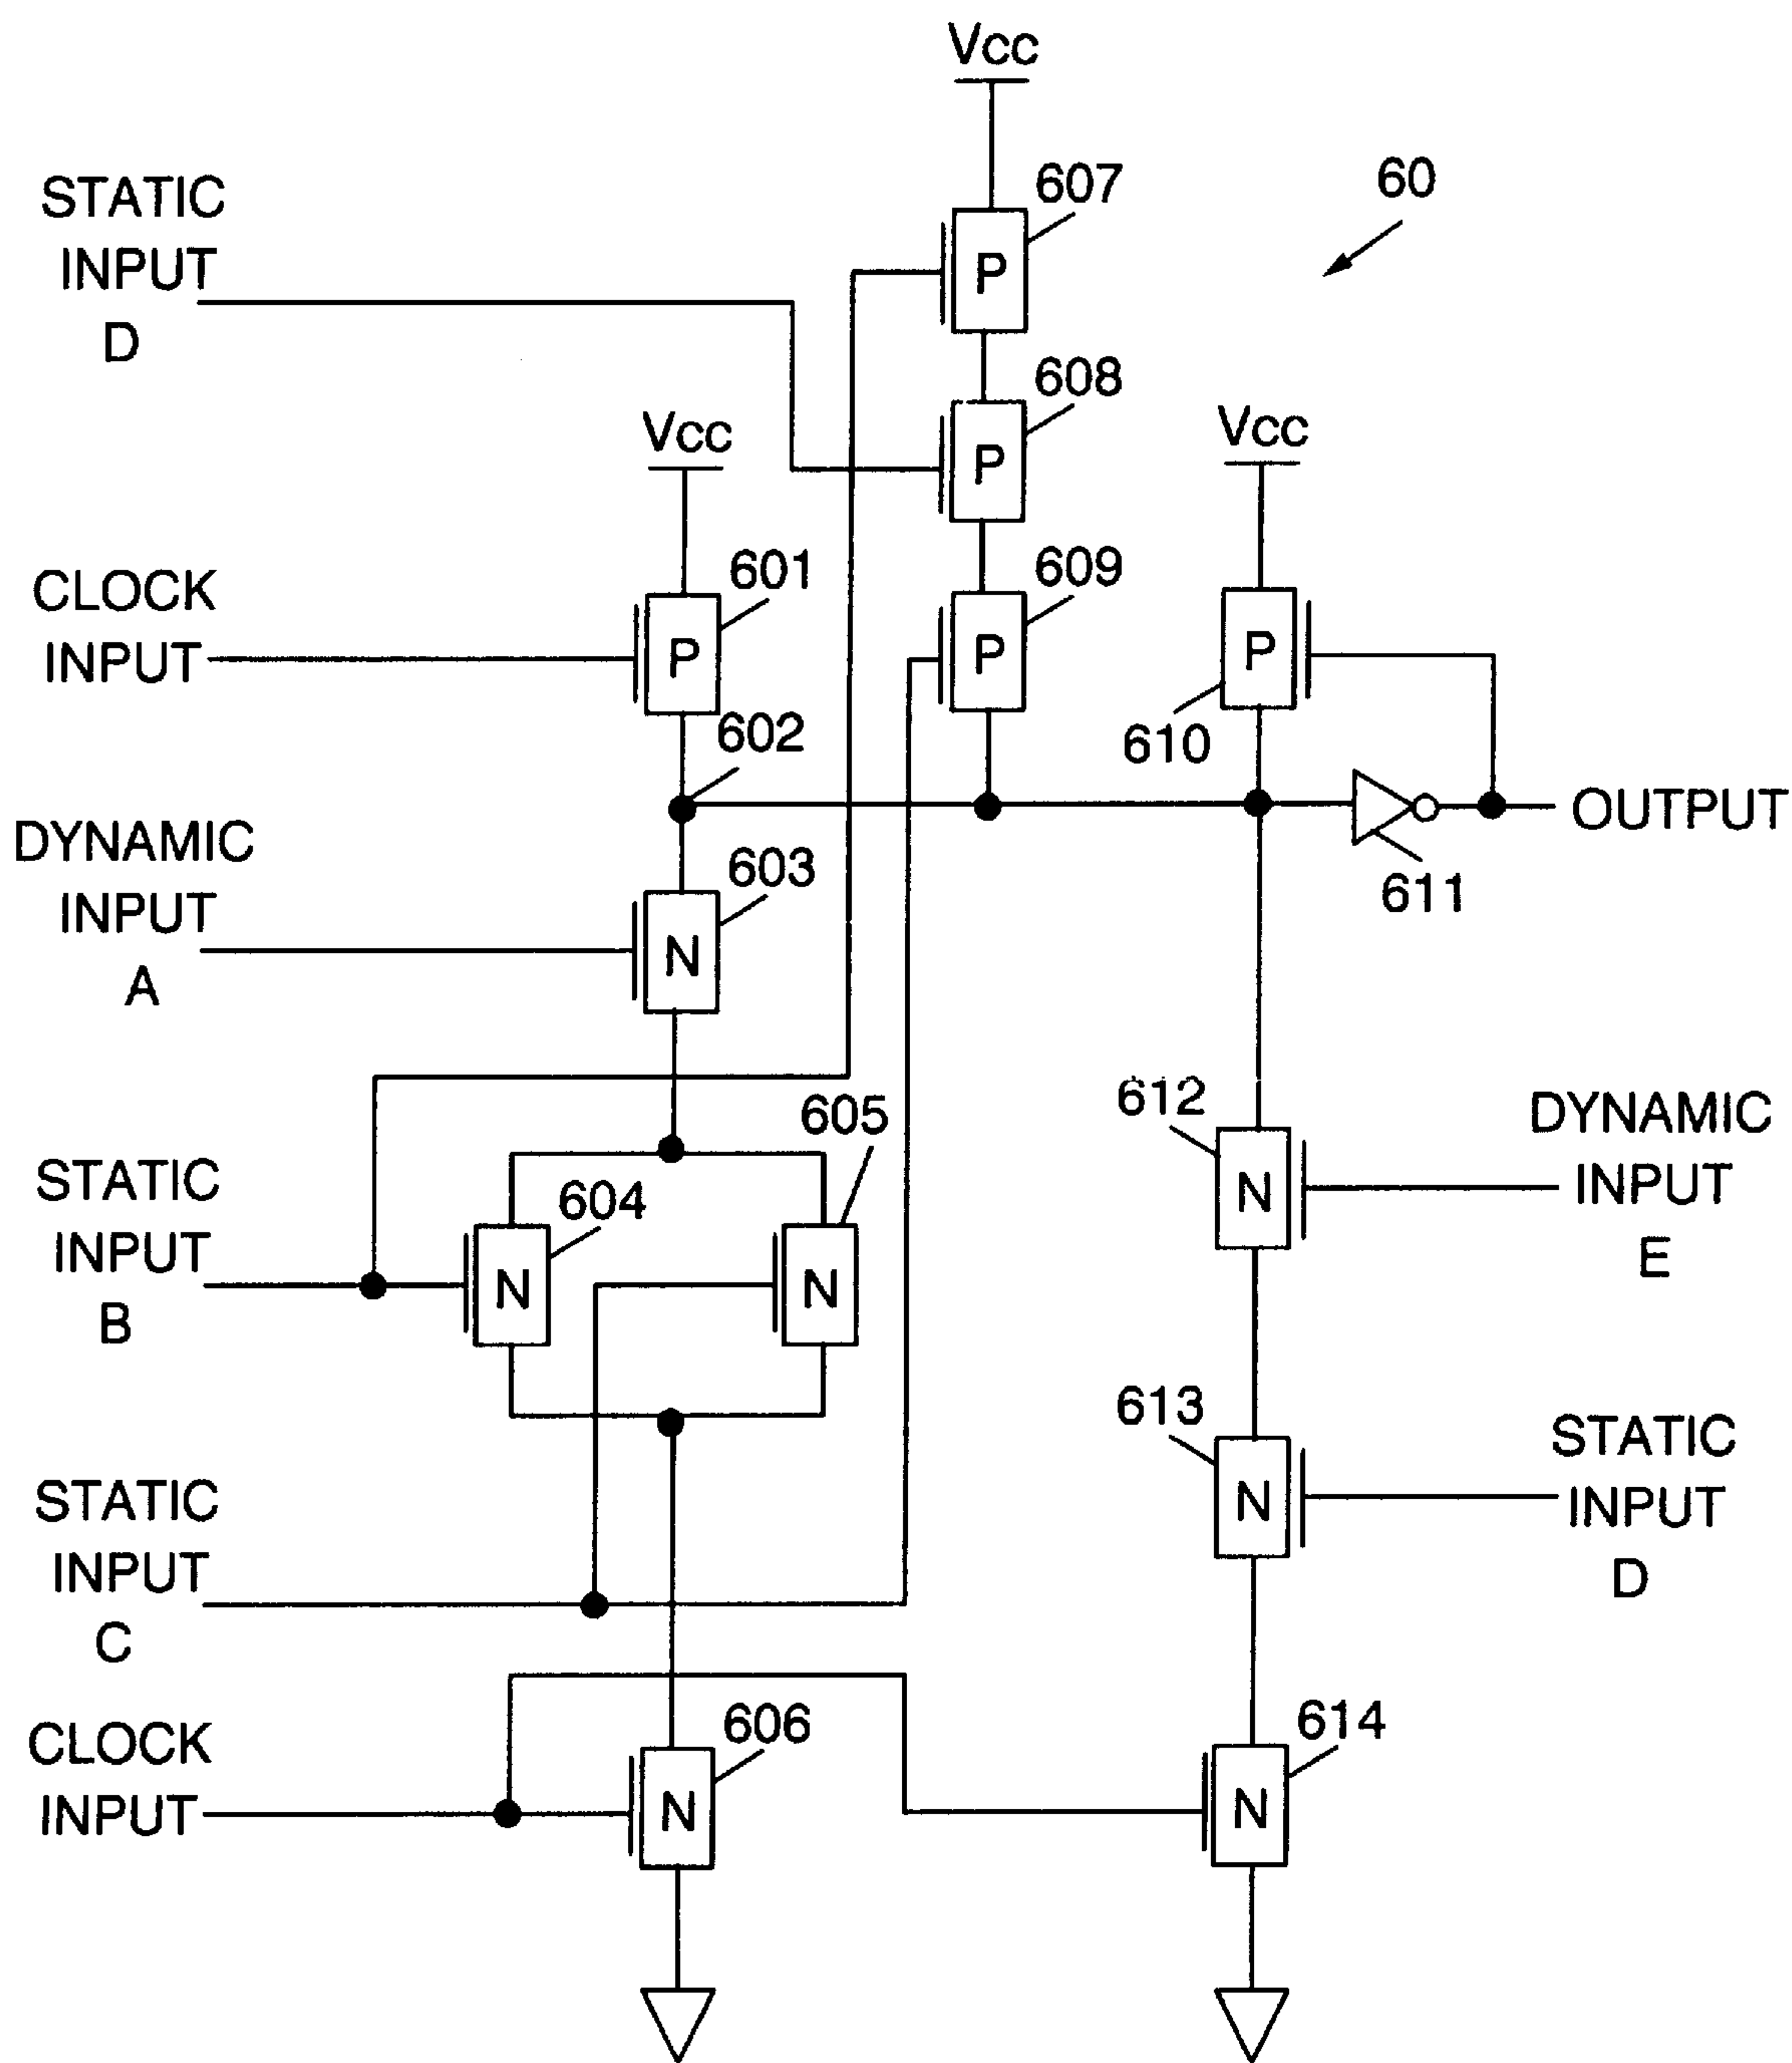 Vcc
STATIC
INPUT
D
607
60
P
608
Vcc
Vcc
P
CLOCK
INPUT
601
609
P
P
P
602
610
DYNAMIC
INPUT
A
603
OUTPUT
611
N
605
612
DYNAMIC
INPUT
E
STATIC
INPUT
B
604
N
N
N
613
STATIC
INPUT
D
N
STATIC
INPUT
C
CLOCK
INPUT
606
614
N
N